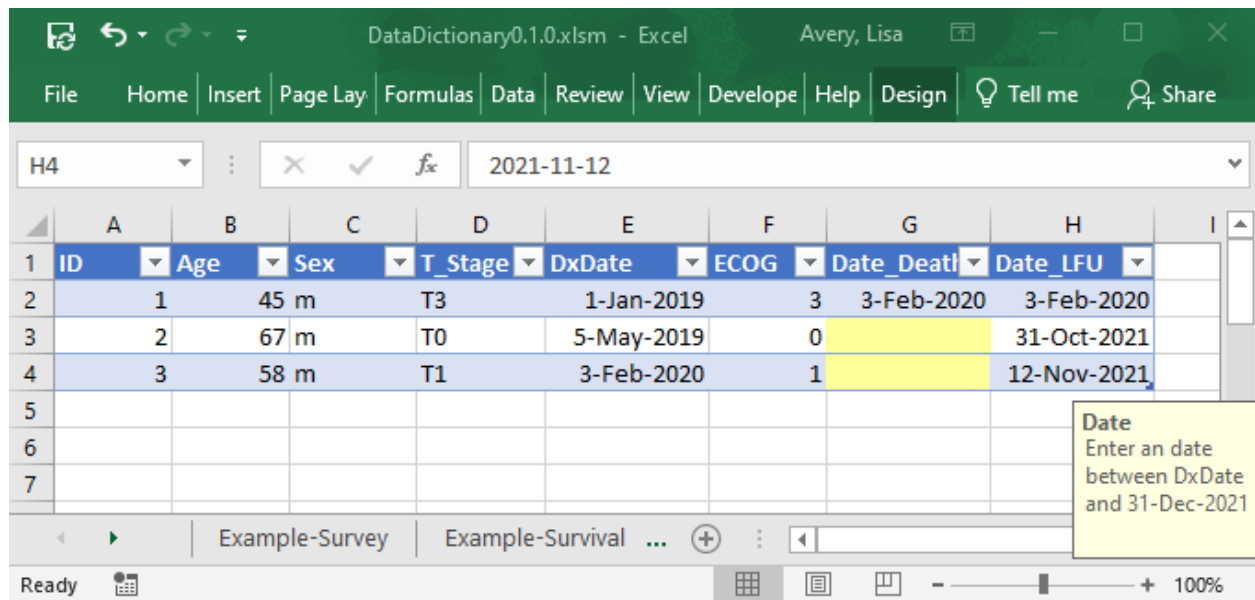 DataDictionary0.1.0.xlsm - Excel Avery, Lisa
File Home Insert Page Lay Formulas Data Review View Develope Help Design Tell me Share
H4 fx 2021-11-12
A B C D E F G H I
1 ID Age Sex T_Stage DxDate ECOG Date_Death Date_LFU
2 1 45 m T3 1-Jan-2019 3 3-Feb-2020 3-Feb-2020
3 2 67 m T0 5-May-2019 0 31-Oct-2021
4 3 58 m T1 3-Feb-2020 1 12-Nov-2021
5
6
7
Date
Enter an date
between DxDate
and 31-Dec-2021
Example-Survey Example-Survival ...
Ready 100%